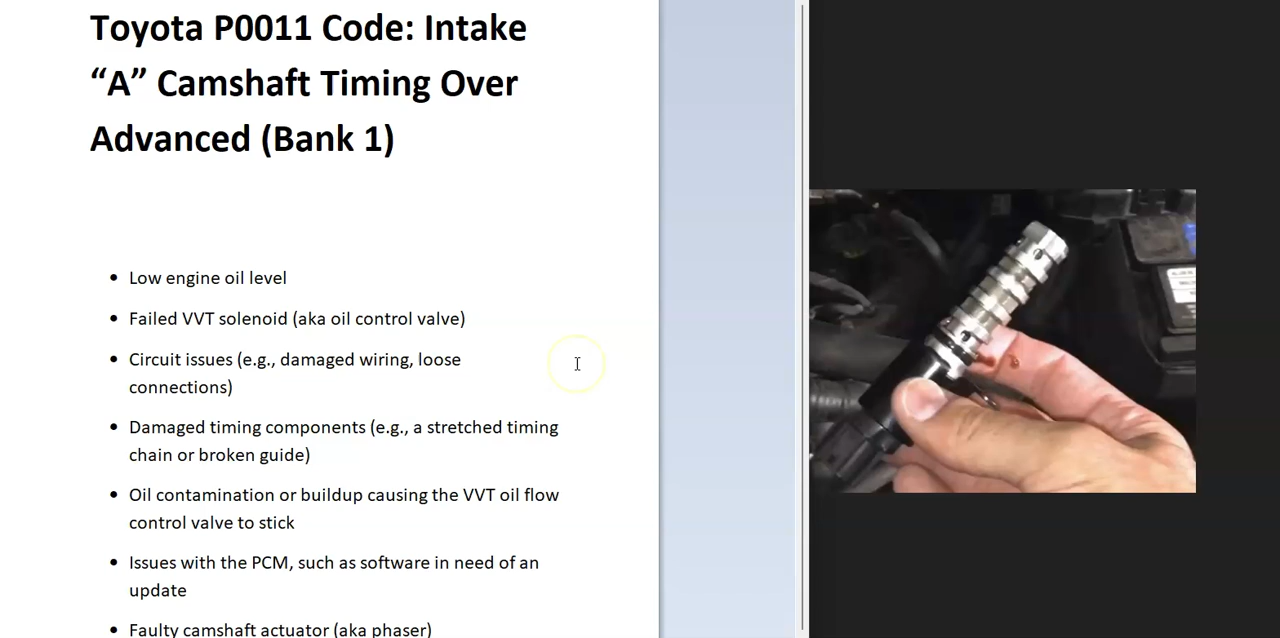 Toyota P0011 Code: Intake
“A” Camshaft Timing Over
Advanced (Bank 1)
• Low engine oil level
• Failed VVT solenoid (aka oil control valve)
• Circuit issues (e.g., damaged wiring, loose
connections)
• Damaged timing components (e.g., a stretched timing
chain or broken guide)
• Oil contamination or buildup causing the VVT oil flow
control valve to stick
• Issues with the PCM, such as software in need of an
update
• Faulty camshaft actuator (aka phaser)